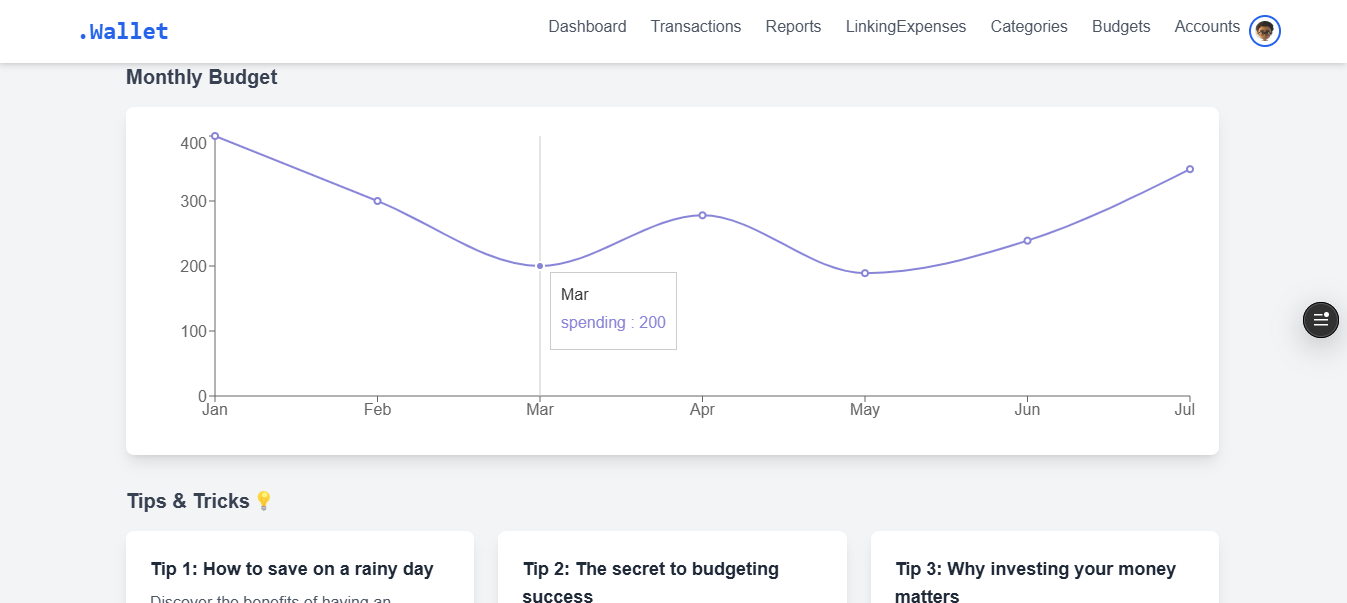 .Wallet
Dashboard Transactions Reports LinkingExpenses Categories Budgets Accounts
Monthly Budget
400
300
200
100
0
Mar
spending : 200
Jan Feb Mar Apr May Jun Jul
Tips & Tricks 💡
Tip 1: How to save on a rainy day
Discover the benefits of having an
Tip 2: The secret to budgeting
success
Tip 3: Why investing your money
matters